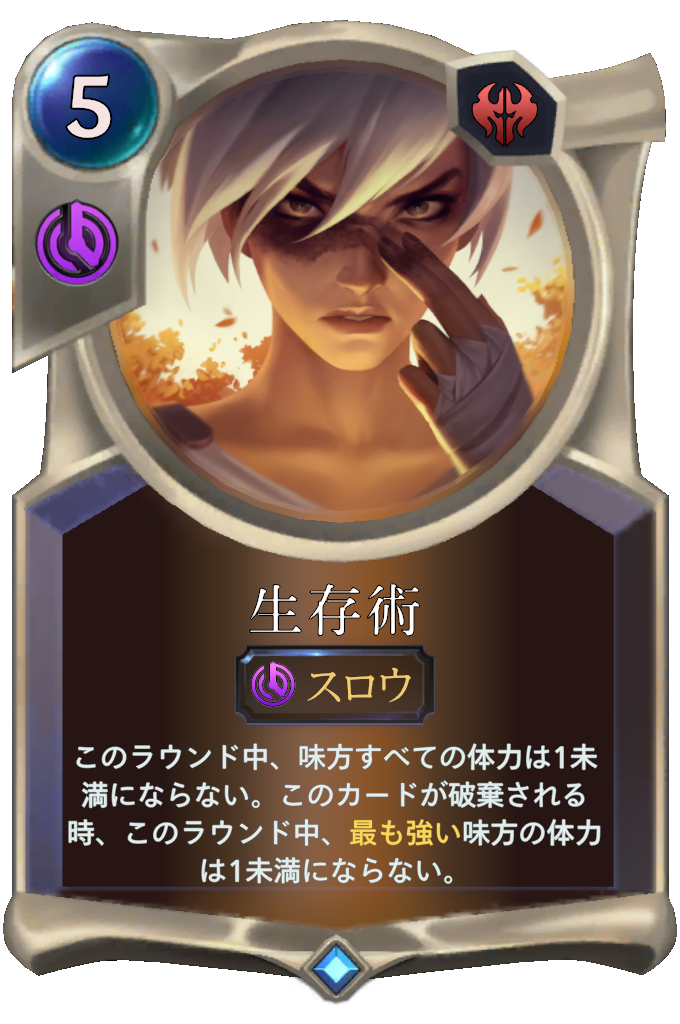 5
生存術
スロウ
このラウンド中、味方すべての体力は1未
満にならない。このカードが破棄される
時、このラウンド中、最も強い味方の体力
は1未満にならない。